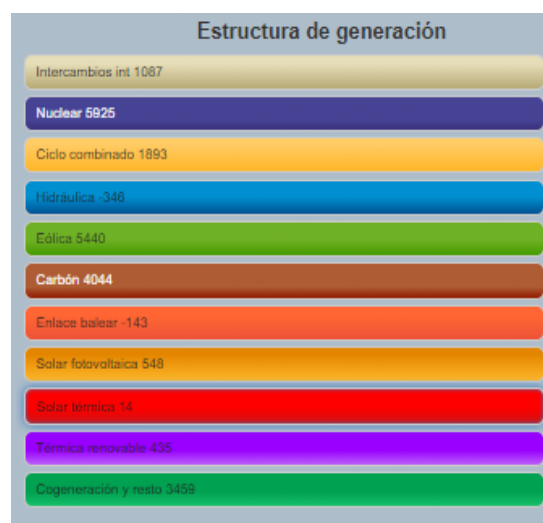 Estructura de generación
Intercambios int 1087
Nuclear 5925
Ciclo combinado 1893
Hidráulica -346
Eólica 5440
Carbón 4044
Enlace balear -143
Solar fotovoltaica 548
Solar térmica 14
Térmica renovable 435
Cogeneración y resto 3459